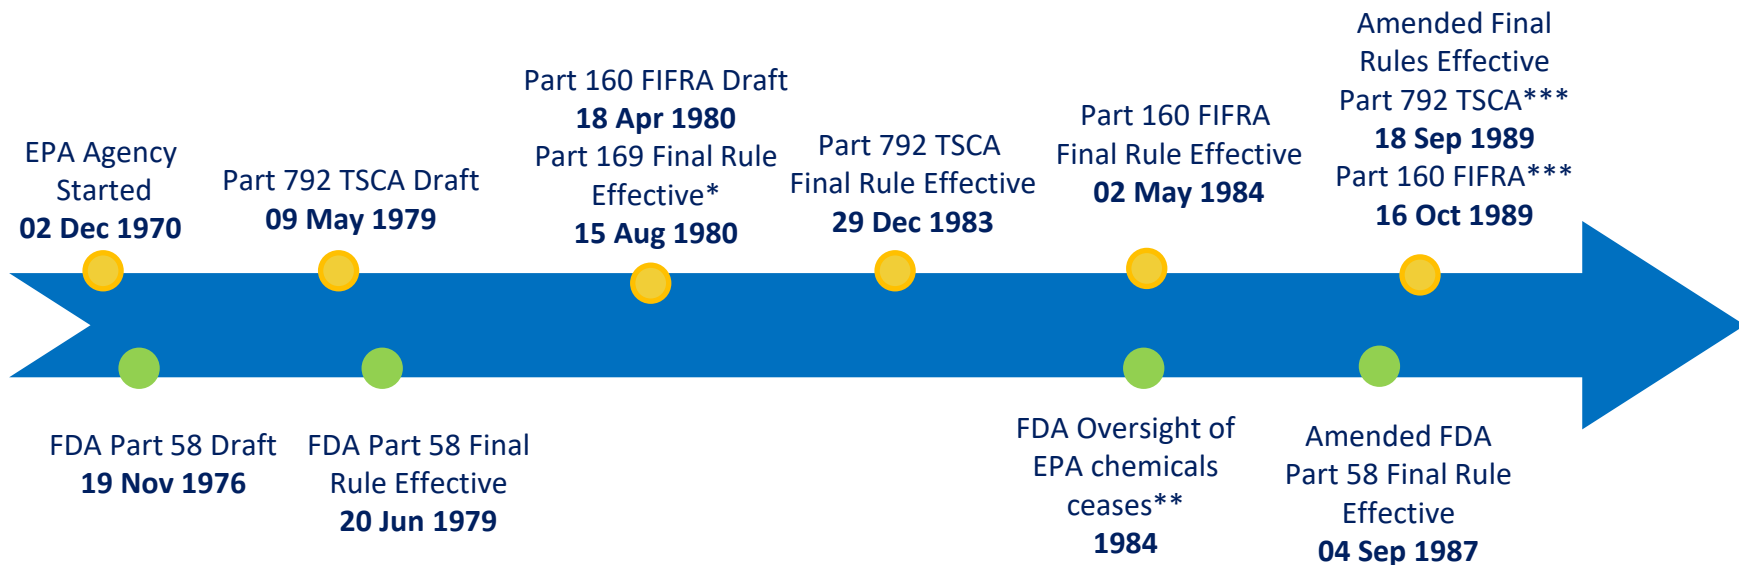 EPA Agency
Started
02 Dec 1970
Part 792 TSCA Draft
09 May 1979
Part 160 FIFRA Draft
18 Apr 1980
Part 169 Final Rule
Effective*
15 Aug 1980
Part 792 TSCA
Final Rule Effective
29 Dec 1983
Part 160 FIFRA
Final Rule Effective
02 May 1984
Amended Final
Rules Effective
Part 792 TSCA***
18 Sep 1989
Part 160 FIFRA***
16 Oct 1989
FDA Part 58 Draft
19 Nov 1976
FDA Part 58 Final
Rule Effective
20 Jun 1979
FDA Oversight of
EPA chemicals
ceases**
1984
Amended FDA
Part 58 Final Rule
Effective
04 Sep 1987